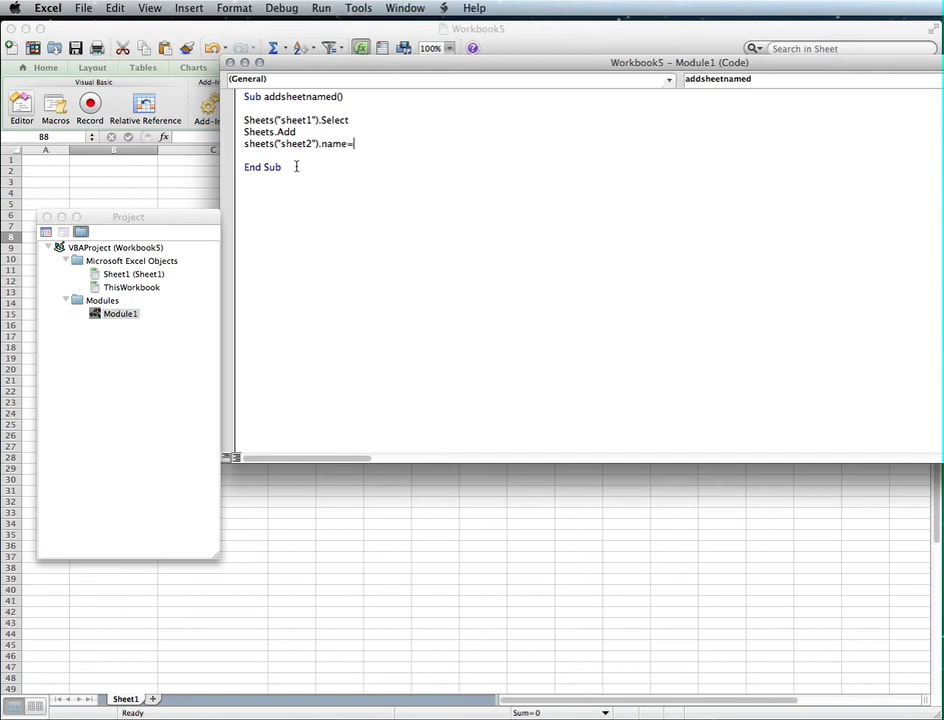 Excel File Edit View Insert Format Debug Run Tools Window Help
Workbook5
100% Search in Sheet
Home Layout Tables Charts
Workbook5 - Module1 (Code)
Visual Basic Add-In
(General) addsheetnamed
Editor Macros Record Relative Reference Add-In
Sub addsheetnamed()
Sheets("sheet1").Select
Sheets.Add
sheets("sheet2").name=
End Sub
B8 fx
A B C
1
2
3
4
5
6
7
8
9
10
11
12
13
14
15
16
17
18
19
20
21
22
23
24
25
26
27
28
29
30
31
32
33
34
35
36
37
38
39
40
41
42
43
44
45
46
47
48
49
Project
VBAProject (Workbook5)
Microsoft Excel Objects
Sheet1 (Sheet1)
ThisWorkbook
Modules
Module1
Sheet1
Ready Sum=0